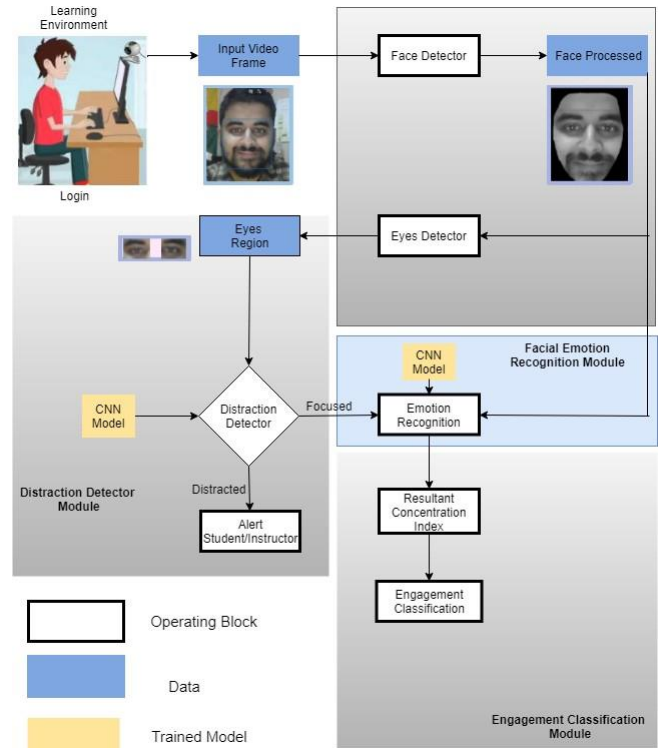 Learning
Environment
Input Video
Frame
Face Detector
Face Processed
Login
Eyes
Region
Eyes Detector
Facial Emotion
Recognition Module
CNN
Model
CNN
Model
Distraction
Detector
Focused
Emotion
Recognition
Distracted
Distraction Detector
Module
Alert
Student/Instructor
Resultant
Concentration
Index
Engagement
Classification
Operating Block
Data
Trained Model
Engagement Classification
Module